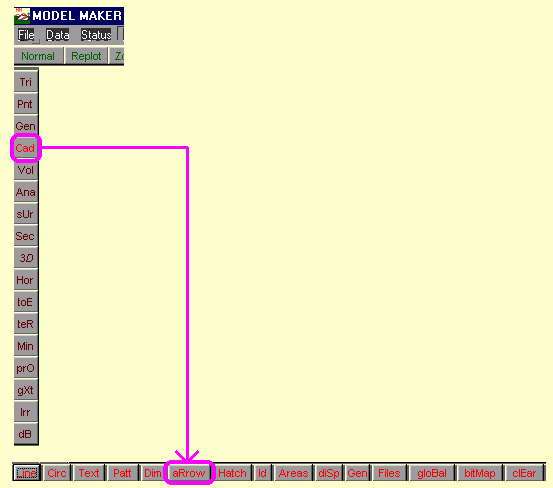 MODEL MAKER
File Data Status
Normal Replot
Tri
Pnt
Gen
Cad
Vol
Ana
sUr
Sec
3D
Hor
toE
teR
Min
prO
gXt
Irr
dB
Line Circ Text Patt Dim aRrow Hatch Id Areas diSp Gen Files gloBal bitMap clEar